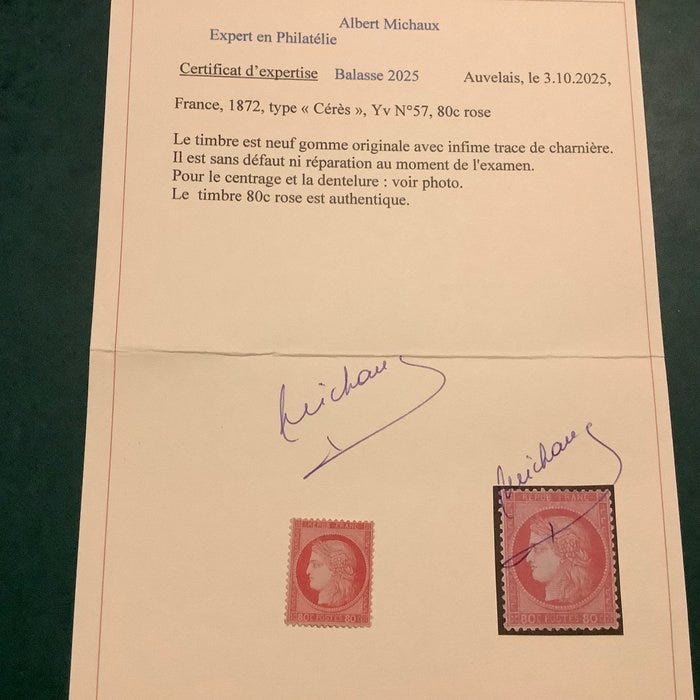 Albert Michaux
Expert en Philatélie
Certificat d'expertise Balasse 2025 Auvelais, le 3.10.2025,
France, 1872, type « Cérès », Yv N°57, 80c rose
Le timbre est neuf gomme originale avec infime trace de charnière.
Il est sans défaut ni réparation au moment de l'examen.
Pour le centrage et la dentelure : voir photo.
Le timbre 80c rose est authentique.
Michaux
Michaux
REPUB FRANC
80C POSTES 80C
REPUB FRANC
80C POSTES 80C